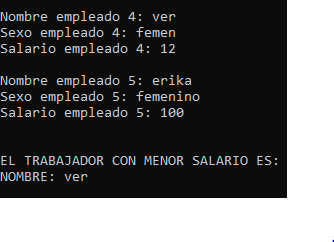 Nombre empleado 4: ver
Sexo empleado 4: femen
Salario empleado 4: 12
Nombre empleado 5: erika
Sexo empleado 5: femenino
Salario empleado 5: 100
EL TRABAJADOR CON MENOR SALARIO ES:
NOMBRE: ver